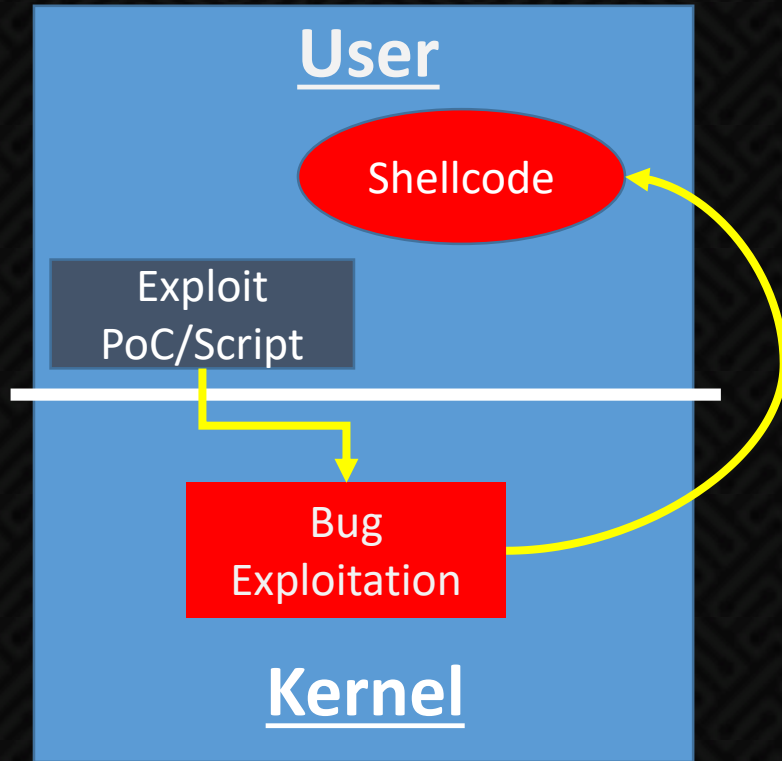 User
Shellcode
Exploit
PoC/Script
Bug
Exploitation
Kernel